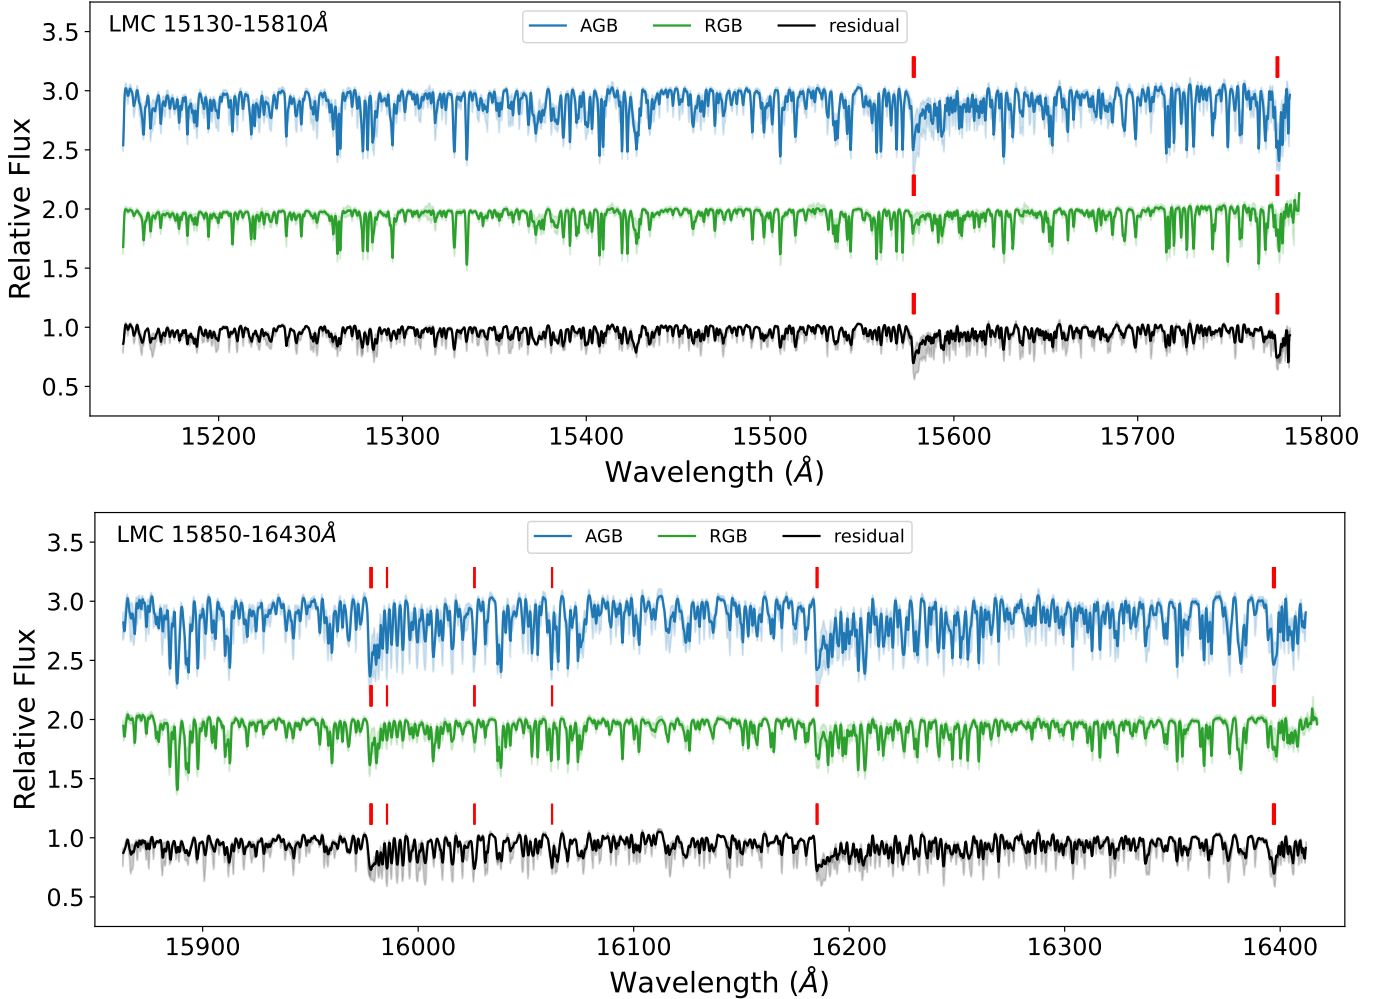 LMC 15130-15810Å
AGB RGB residual
3.5
3.0
2.5
2.0
1.5
1.0
0.5
Relative Flux
15200 15300 15400 15500 15600 15700 15800
Wavelength (Å)
LMC 15850-16430Å
AGB RGB residual
3.5
3.0
2.5
2.0
1.5
1.0
0.5
Relative Flux
15900 16000 16100 16200 16300 16400
Wavelength (Å)